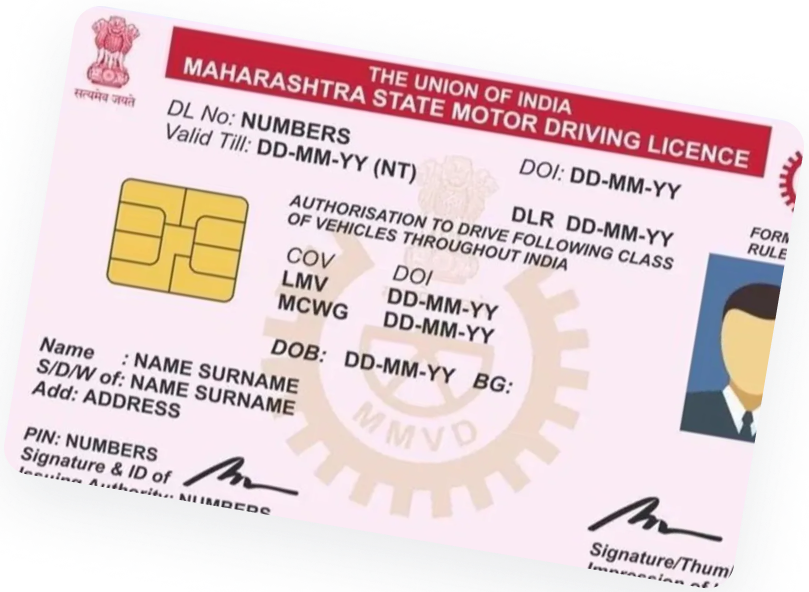 सत्यमेव जयते
THE UNION OF INDIA
MAHARASHTRA STATE MOTOR DRIVING LICENCE
DL No: NUMBERS
Valid Till: DD-MM-YY (NT)
DOI: DD-MM-YY
DLR DD-MM-YY
AUTHORISATION TO DRIVE FOLLOWING CLASS
OF VEHICLES THROUGHOUT INDIA
FORM
RULE
COV DOI
LMV DD-MM-YY
MCWG DD-MM-YY
DOB: DD-MM-YY BG:
MMVD
Name : NAME SURNAME
S/D/W of: NAME SURNAME
Add: ADDRESS
PIN: NUMBERS
Signature & ID of
Issuing Authority: NUMBERS
Signature/Thum
Impression of